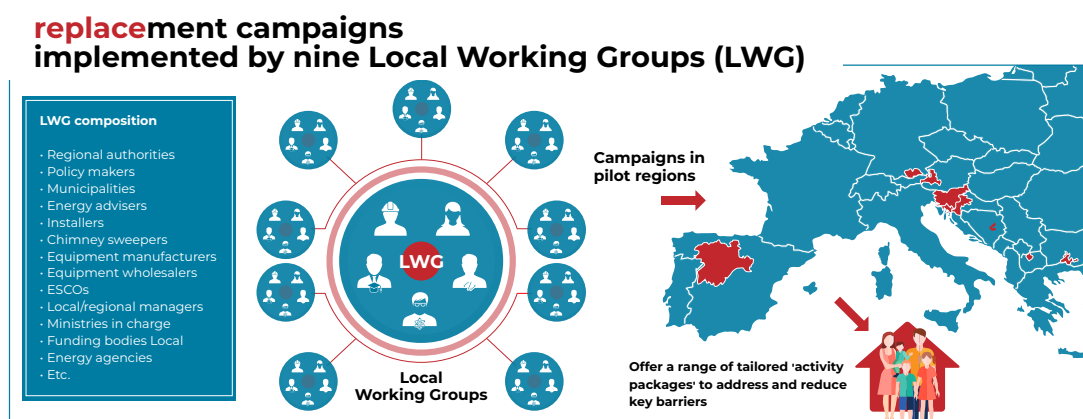 replacement campaigns
implemented by nine Local Working Groups (LWG)
LWG composition
· Regional authorities
· Policy makers
· Municipalities
· Energy advisers
· Installers
· Chimney sweepers
· Equipment manufacturers
· Equipment wholesalers
· ESCOs
· Local/regional managers
· Ministries in charge
· Funding bodies Local
· Energy agencies
· Etc.
LWG
Local
Working Groups
Campaigns in
pilot regions
Offer a range of tailored 'activity
packages' to address and reduce
key barriers